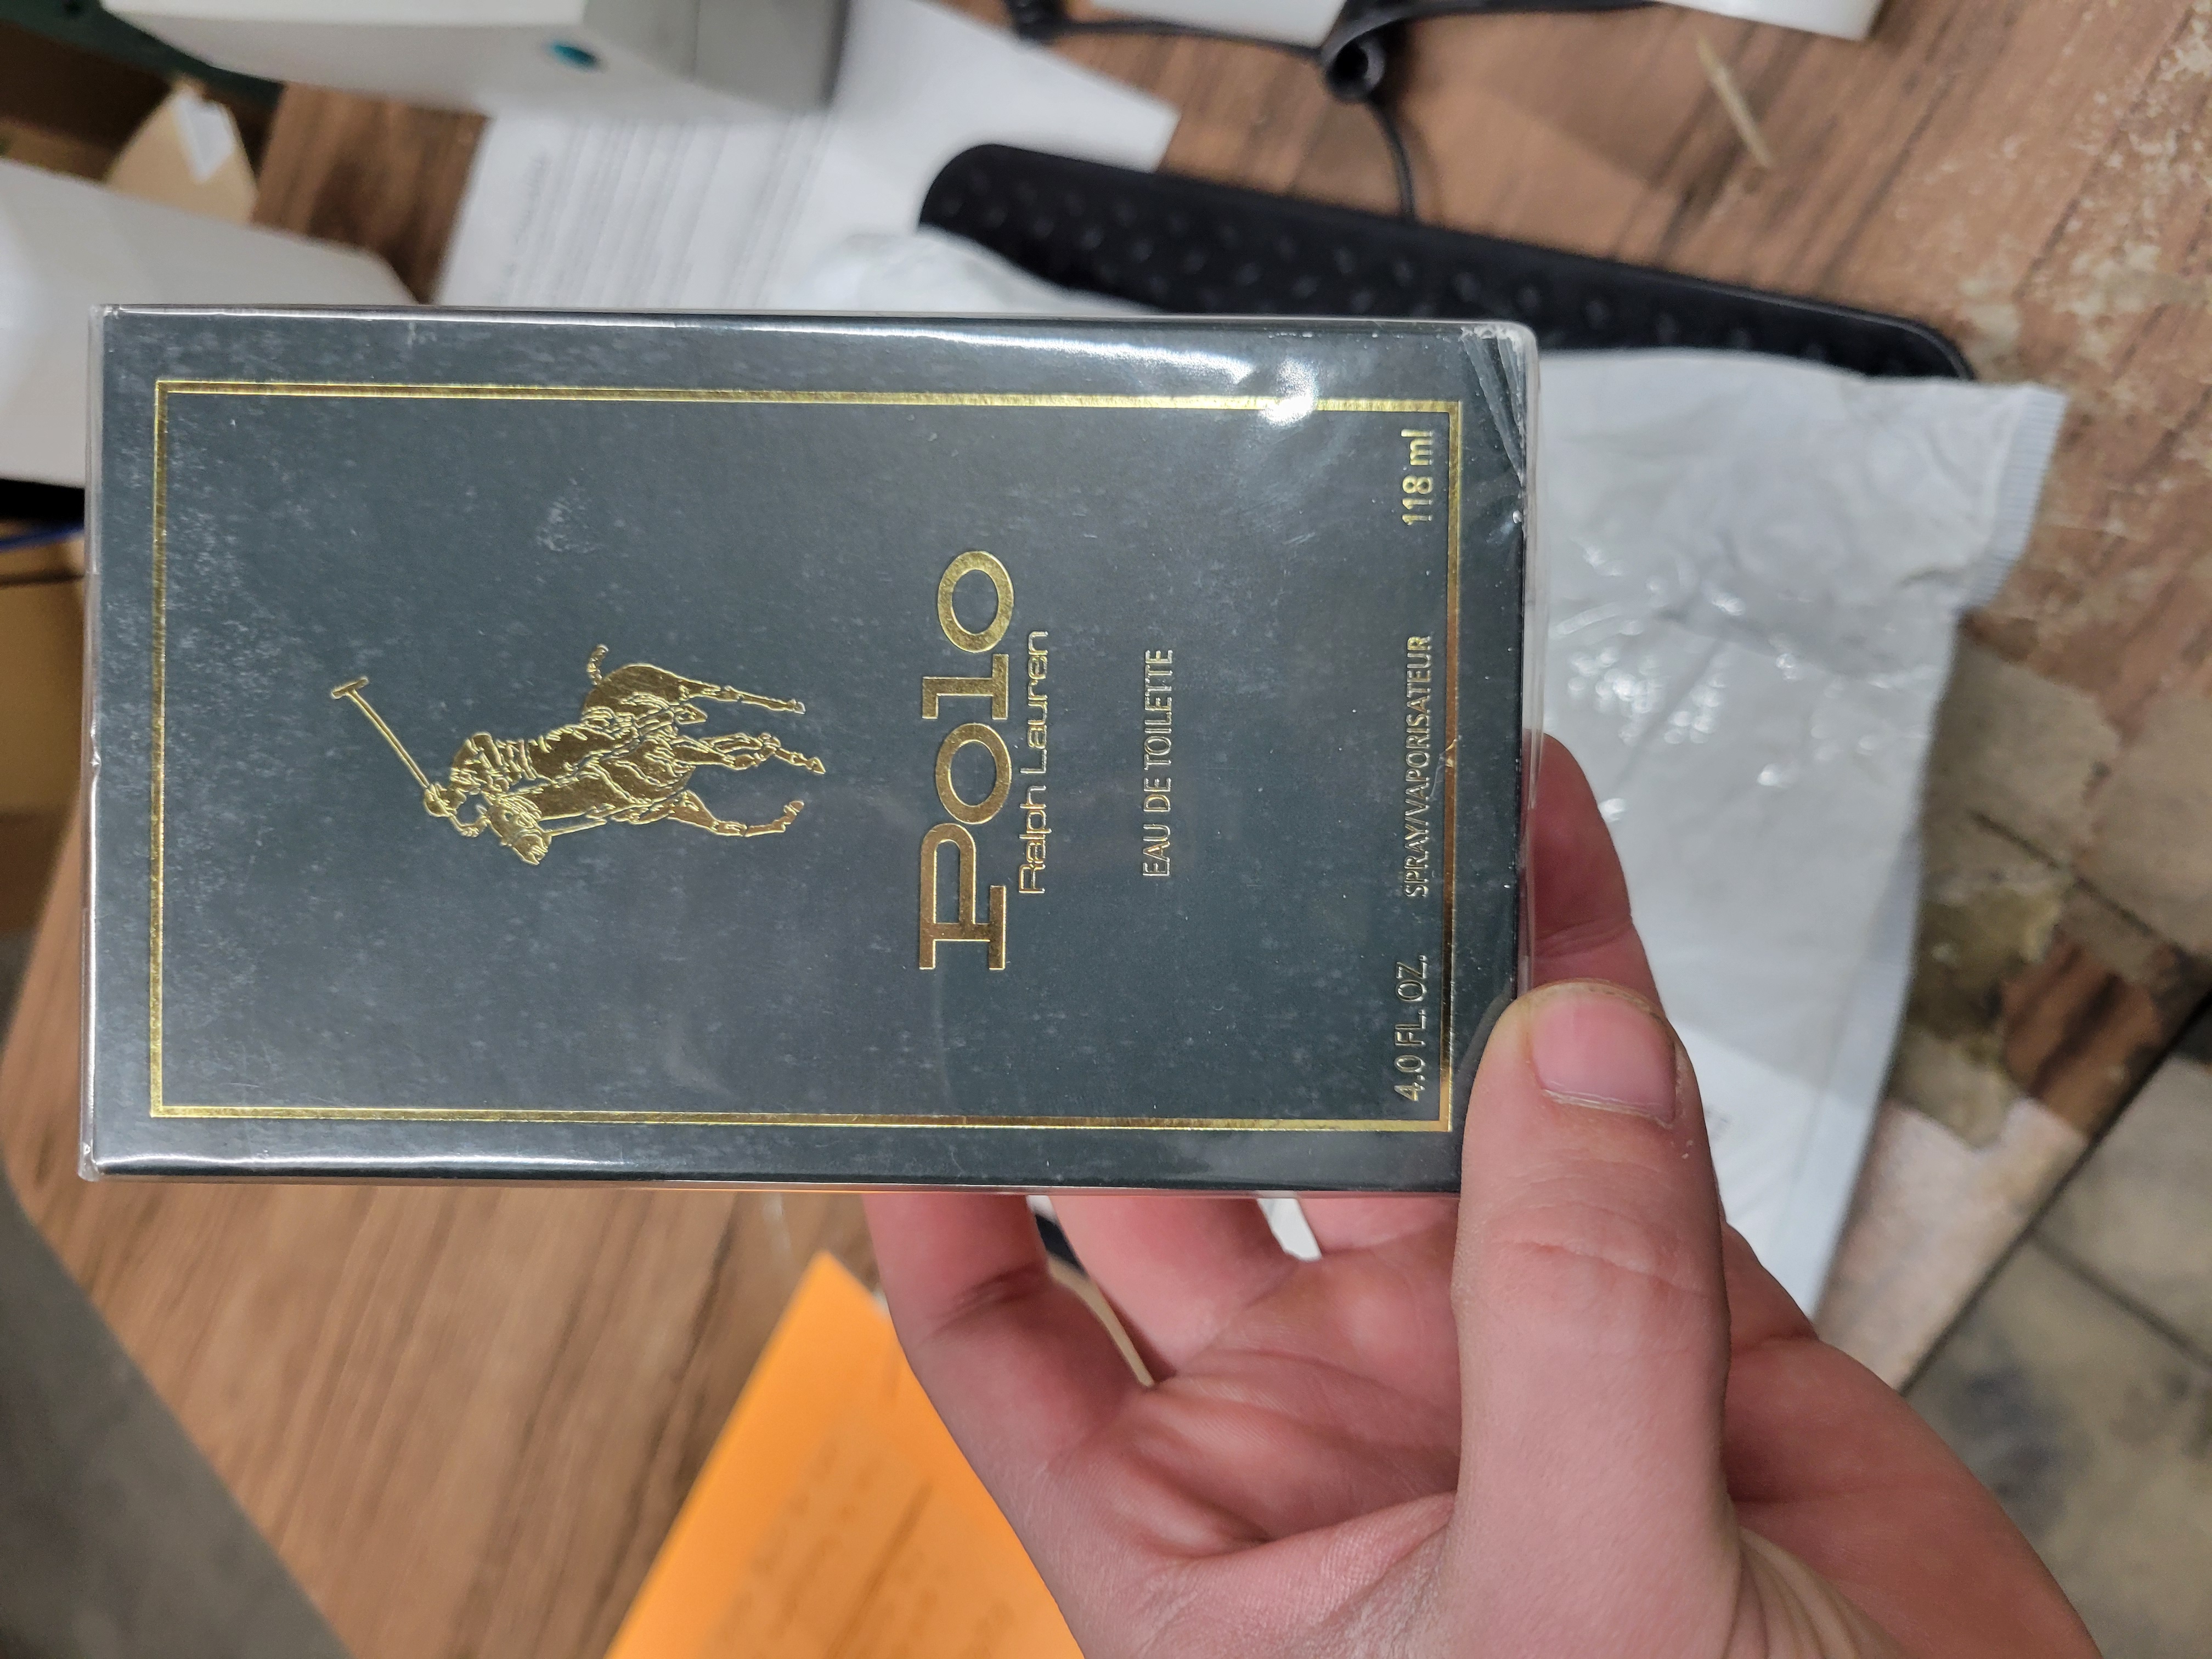 Polo
Ralph Lauren
EAU DE TOILETTE
4.0 FL. OZ. SPRAY/VAPORISATEUR 118 ml